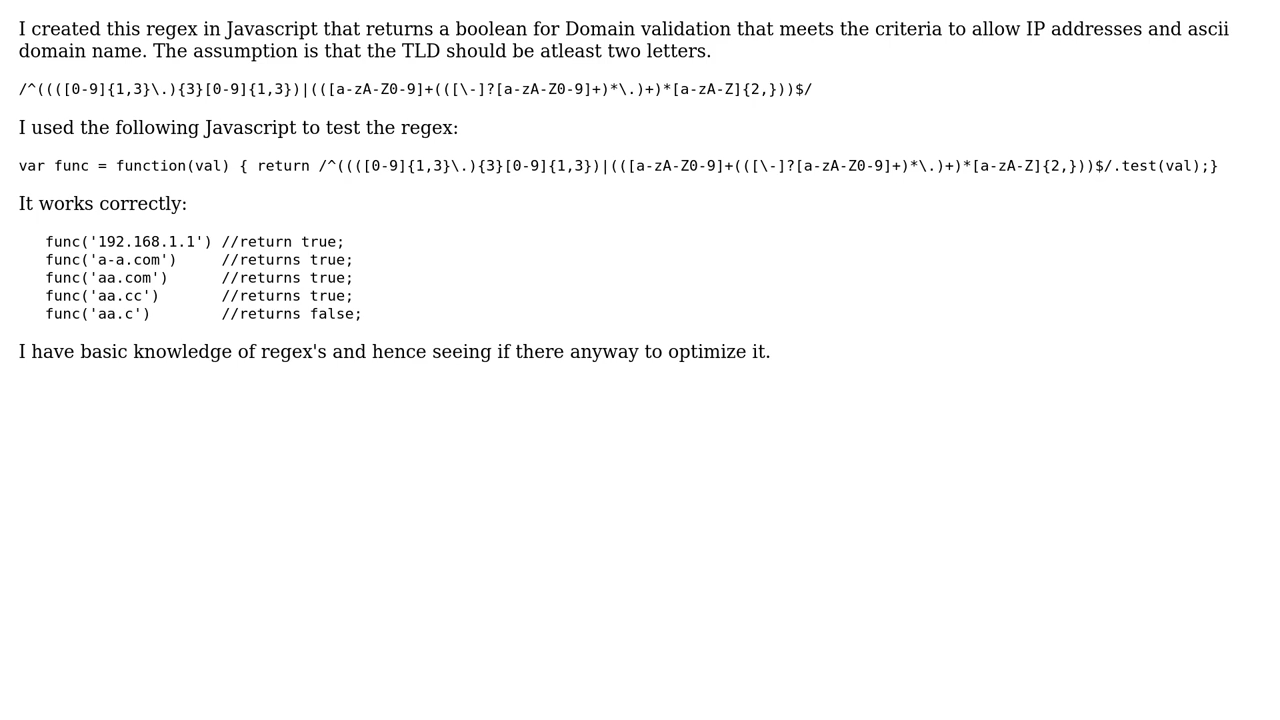 I created this regex in Javascript that returns a boolean for Domain validation that meets the criteria to allow IP addresses and ascii
domain name. The assumption is that the TLD should be atleast two letters.
/^((([0-9]{1,3}\.){3}[0-9]{1,3})|(([a-zA-Z0-9]+(([\-]?[a-zA-Z0-9]+)*\.)+)*[a-zA-Z]{2,}))$/
I used the following Javascript to test the regex:
var func = function(val) { return /^((([0-9]{1,3}\.){3}[0-9]{1,3})|(([a-zA-Z0-9]+(([\-]?[a-zA-Z0-9]+)*\.)+)*[a-zA-Z]{2,}))$/.test(val);}
It works correctly:
func('192.168.1.1') //return true;
func('a-a.com')     //returns true;
func('aa.com')      //returns true;
func('aa.cc')       //returns true;
func('aa.c')        //returns false;
I have basic knowledge of regex's and hence seeing if there anyway to optimize it.